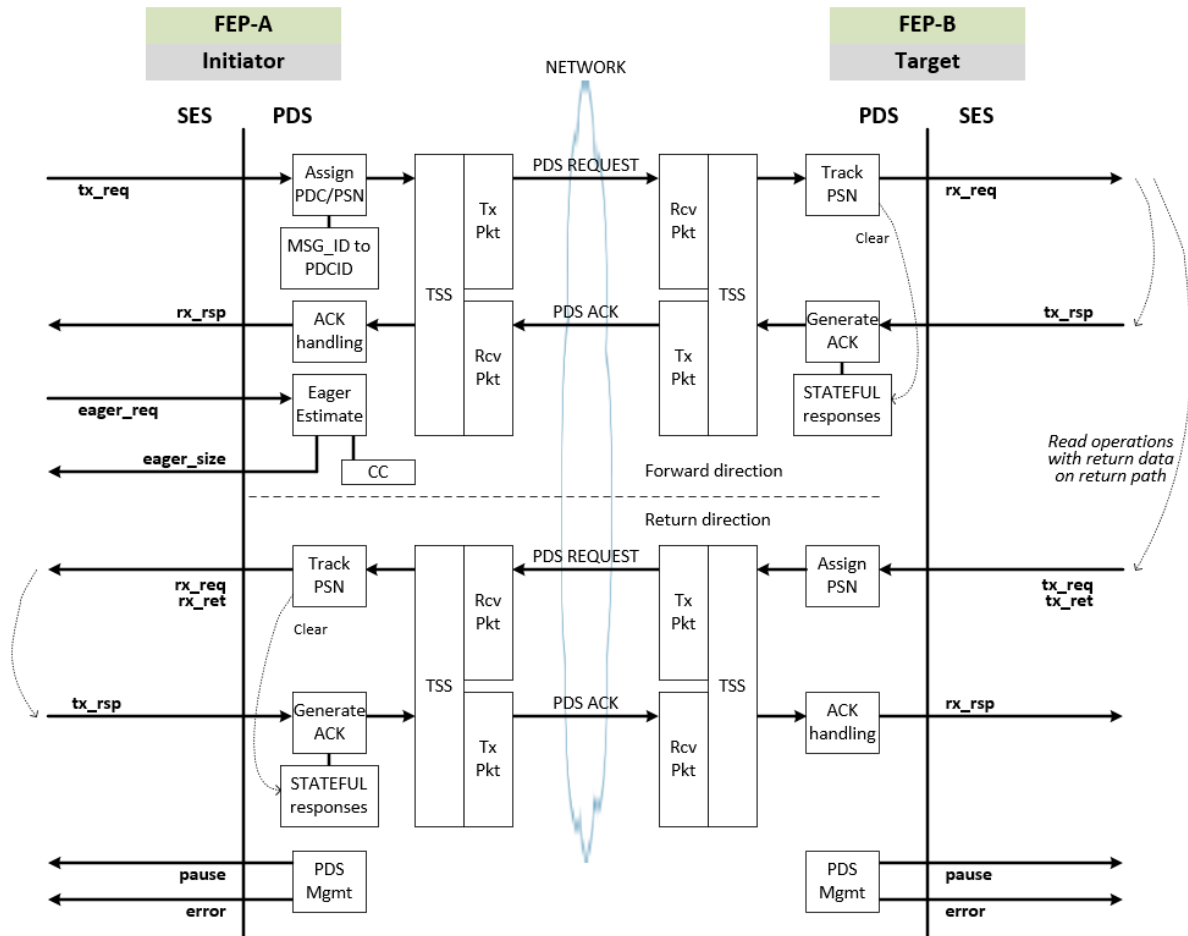 FEP-A
Initiator
FEP-B
Target
NETWORK
SES
PDS
PDS
SES
tx_req
Assign
PDC/PSN
MSG_ID to
PDCID
TSS
Tx
Pkt
PDS REQUEST
Rcv
Pkt
TSS
Track
PSN
rx_req
Clear
rx_rsp
ACK
handling
Rcv
Pkt
PDS ACK
Tx
Pkt
Generate
ACK
tx_rsp
STATEFUL
responses
eager_req
Eager
Estimate
eager_size
CC
Forward direction
Read operations
with return data
on return path
Return direction
rx_req
rx_ret
Track
PSN
Clear
TSS
Rcv
Pkt
PDS REQUEST
Tx
Pkt
TSS
Assign
PSN
tx_req
tx_ret
tx_rsp
Generate
ACK
STATEFUL
responses
Tx
Pkt
PDS ACK
Rcv
Pkt
ACK
handling
rx_rsp
pause
error
PDS
Mgmt
PDS
Mgmt
pause
error